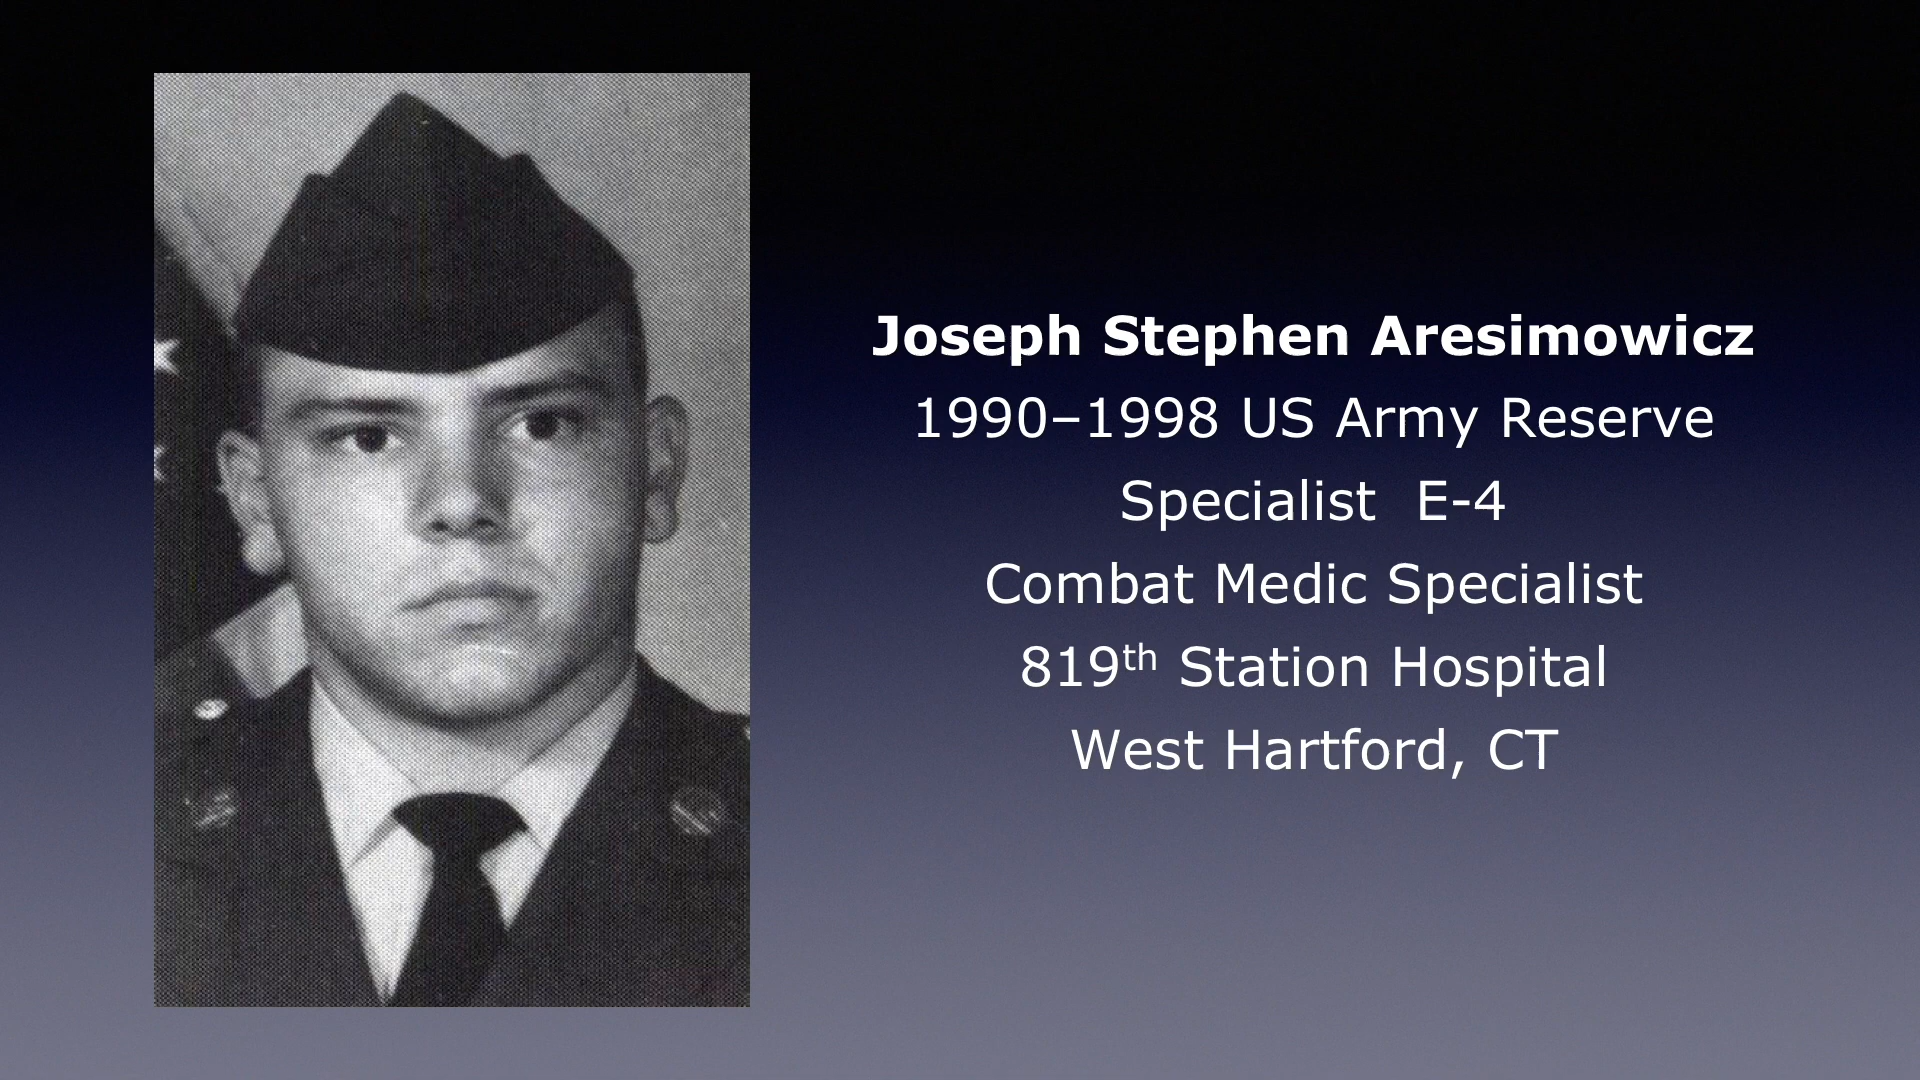 Joseph Stephen Aresimowicz
1990–1998 US Army Reserve
Specialist  E-4
Combat Medic Specialist
819th Station Hospital
West Hartford, CT